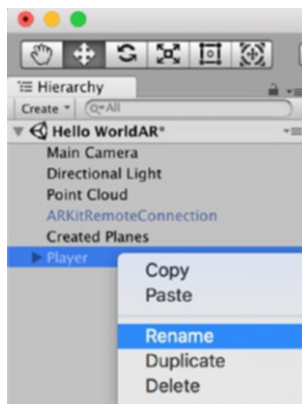 Hierarchy
Create
All
Hello WorldAR*
Main Camera
Directional Light
Point Cloud
ARKitRemoteConnection
Created Planes
Player
Copy
Paste
Rename
Duplicate
Delete